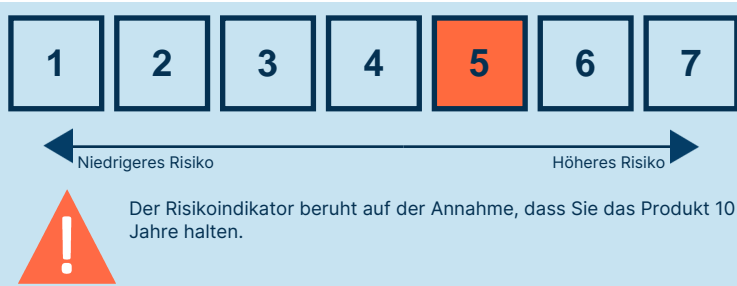 1 2 3 4 5 6 7
Niedrigeres Risiko Höheres Risiko
!
Der Risikoindikator beruht auf der Annahme, dass Sie das Produkt 10
Jahre halten.